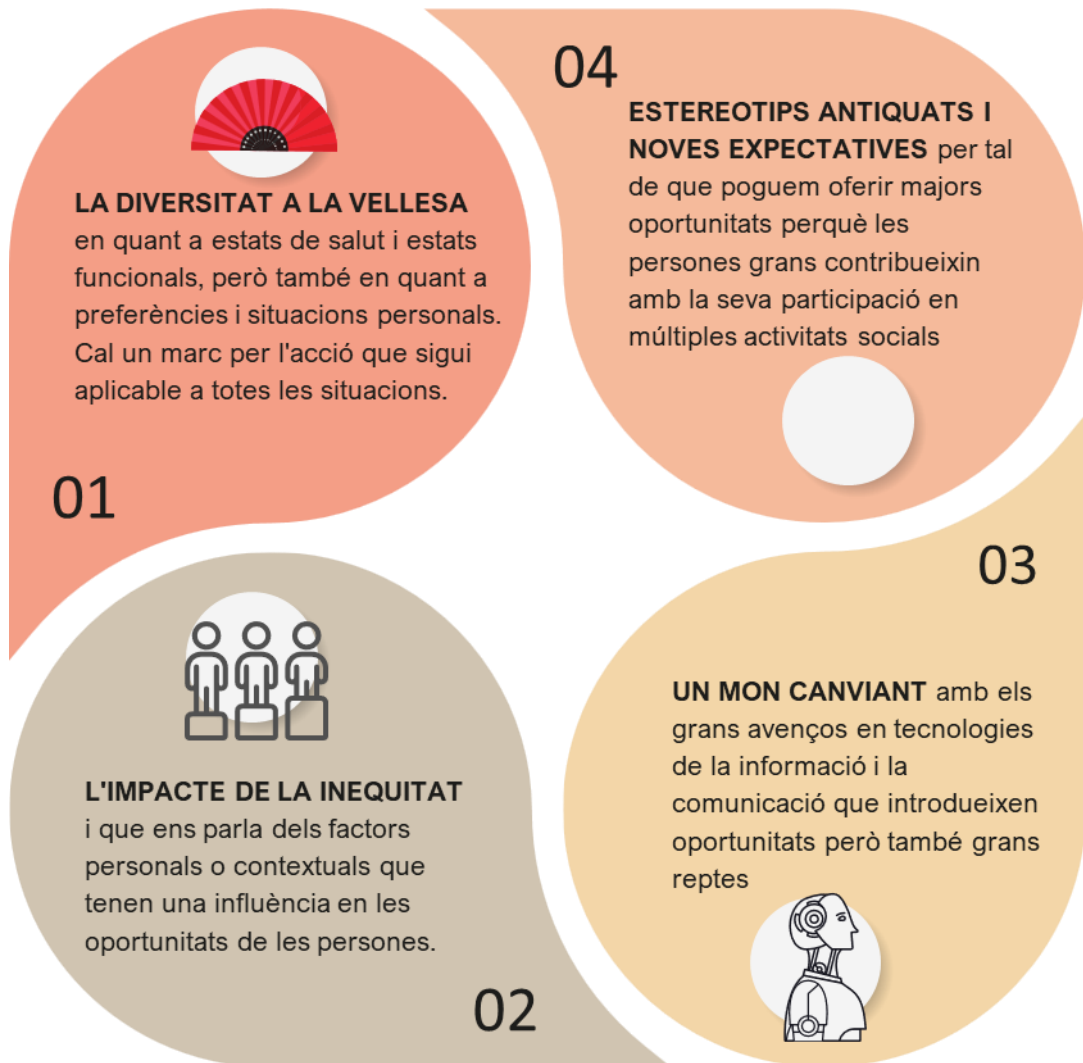 LA DIVERSITAT A LA VELLESA
en quant a estats de salut i estats
funcionals, però també en quant a
preferències i situacions personals.
Cal un marc per l'acció que sigui
aplicable a totes les situacions.
01
L'IMPACTE DE LA INEQUITAT
i que ens parla dels factors
personals o contextuals que
tenen una influència en les
oportunitats de les persones.
02
03
UN MON CANVIANT amb els
grans avenços en tecnologies
de la informació i la
comunicació que introdueixen
oportunitats però també grans
reptes
04
ESTEREOTIPS ANTIQUATS I
NOVES EXPECTATIVES per tal
de que poguem oferir majors
oportunitats perquè les
persones grans contribueixin
amb la seva participació en
múltiples activitats socials